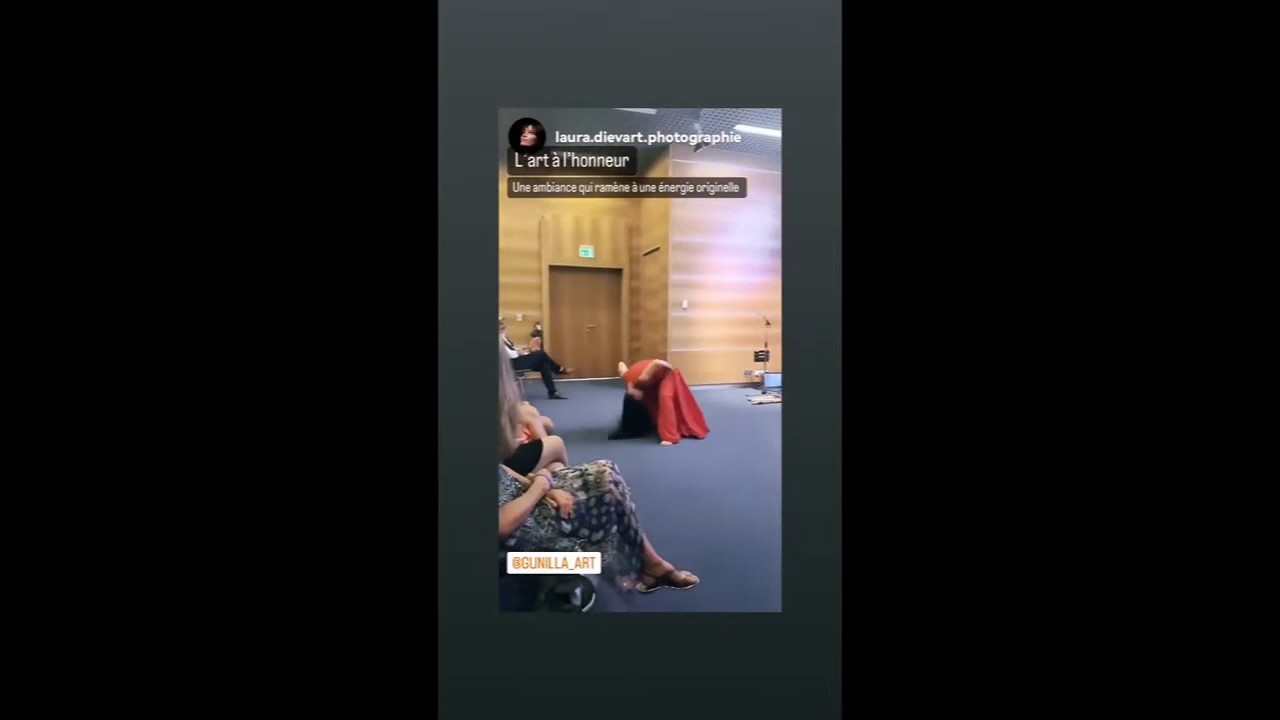 laura.dievart.photographie
L'art à l'honneur
Une ambiance qui ramène à une énergie originelle
@GUNILLA_ART